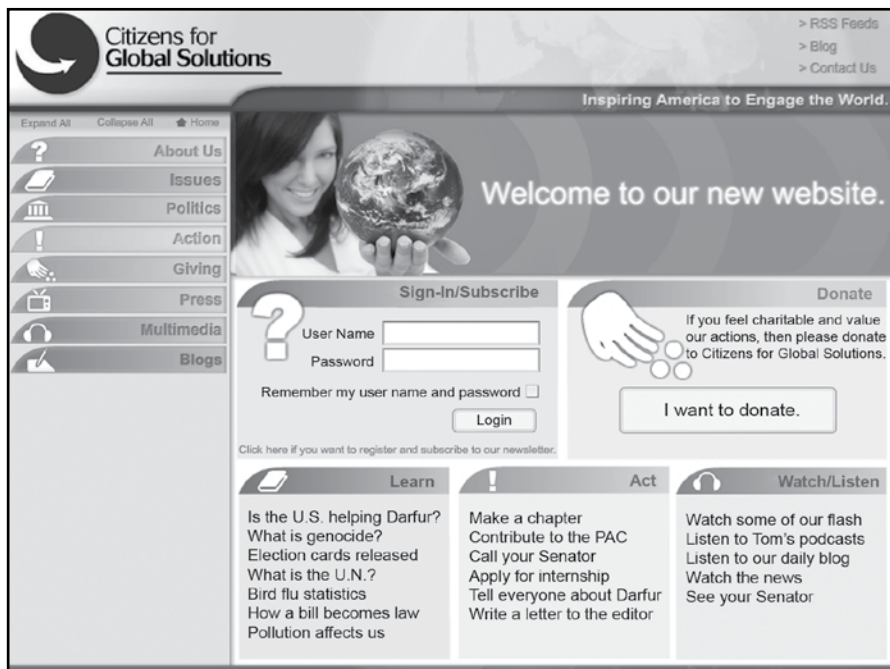 Citizens for
Global Solutions
> RSS Feeds
> Blog
> Contact Us
Inspiring America to Engage the World.
Expand All Collapse All Home
About Us
Issues
Politics
Action
Giving
Press
Multimedia
Blogs
Welcome to our new website.
Sign-In/Subscribe
User Name
Password
Remember my user name and password
Login
Click here if you want to register and subscribe to our newsletter.
Donate
If you feel charitable and value
our actions, then please donate
to Citizens for Global Solutions.
I want to donate.
Learn
Is the U.S. helping Darfur?
What is genocide?
Election cards released
What is the U.N.?
Bird flu statistics
How a bill becomes law
Pollution affects us
Act
Make a chapter
Contribute to the PAC
Call your Senator
Apply for internship
Tell everyone about Darfur
Write a letter to the editor
Watch/Listen
Watch some of our flash
Listen to Tom's podcasts
Listen to our daily blog
Watch the news
See your Senator